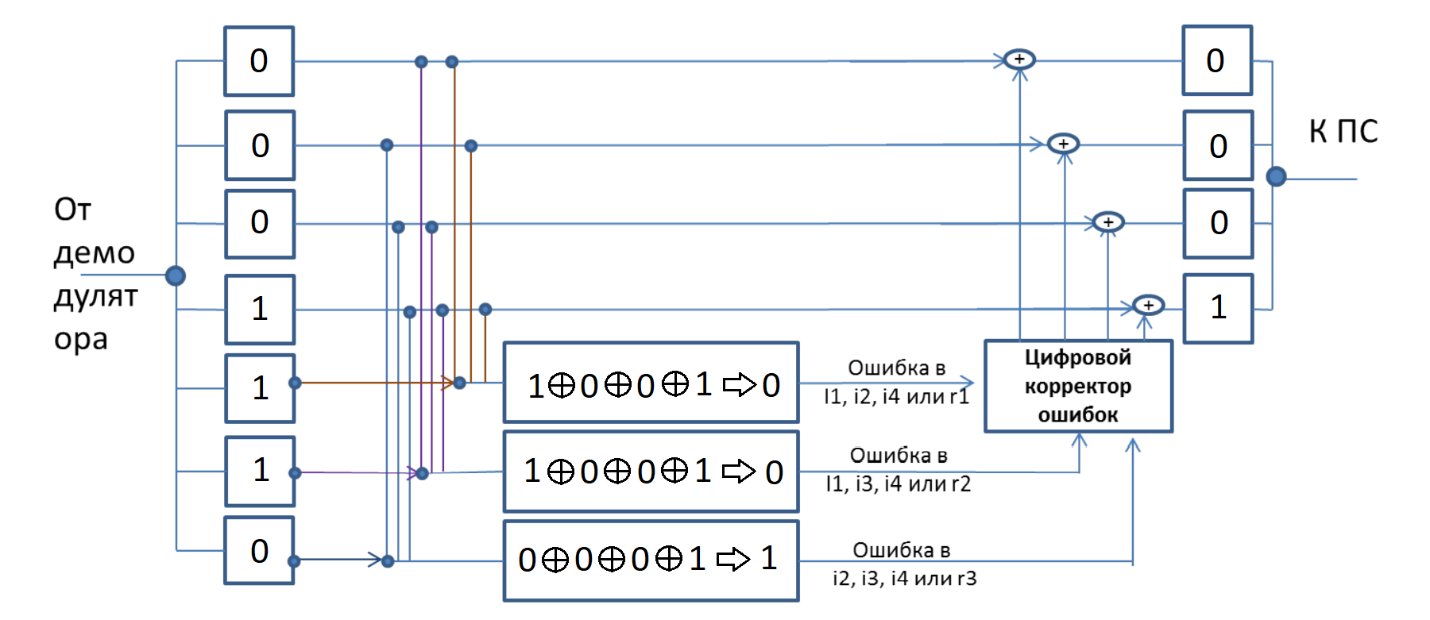 0
+
0
0
+
0
К ПС
0
+
0
От
демо
дулят
ора
1
+
1
1
1⊕0⊕0⊕1⇨0
Ошибка в
I1, i2, i4 или r1
Цифровой
корректор
ошибок
1
1⊕0⊕0⊕1⇨0
Ошибка в
I1, i3, i4 или r2
0
0⊕0⊕0⊕1⇨1
Ошибка в
i2, i3, i4 или r3